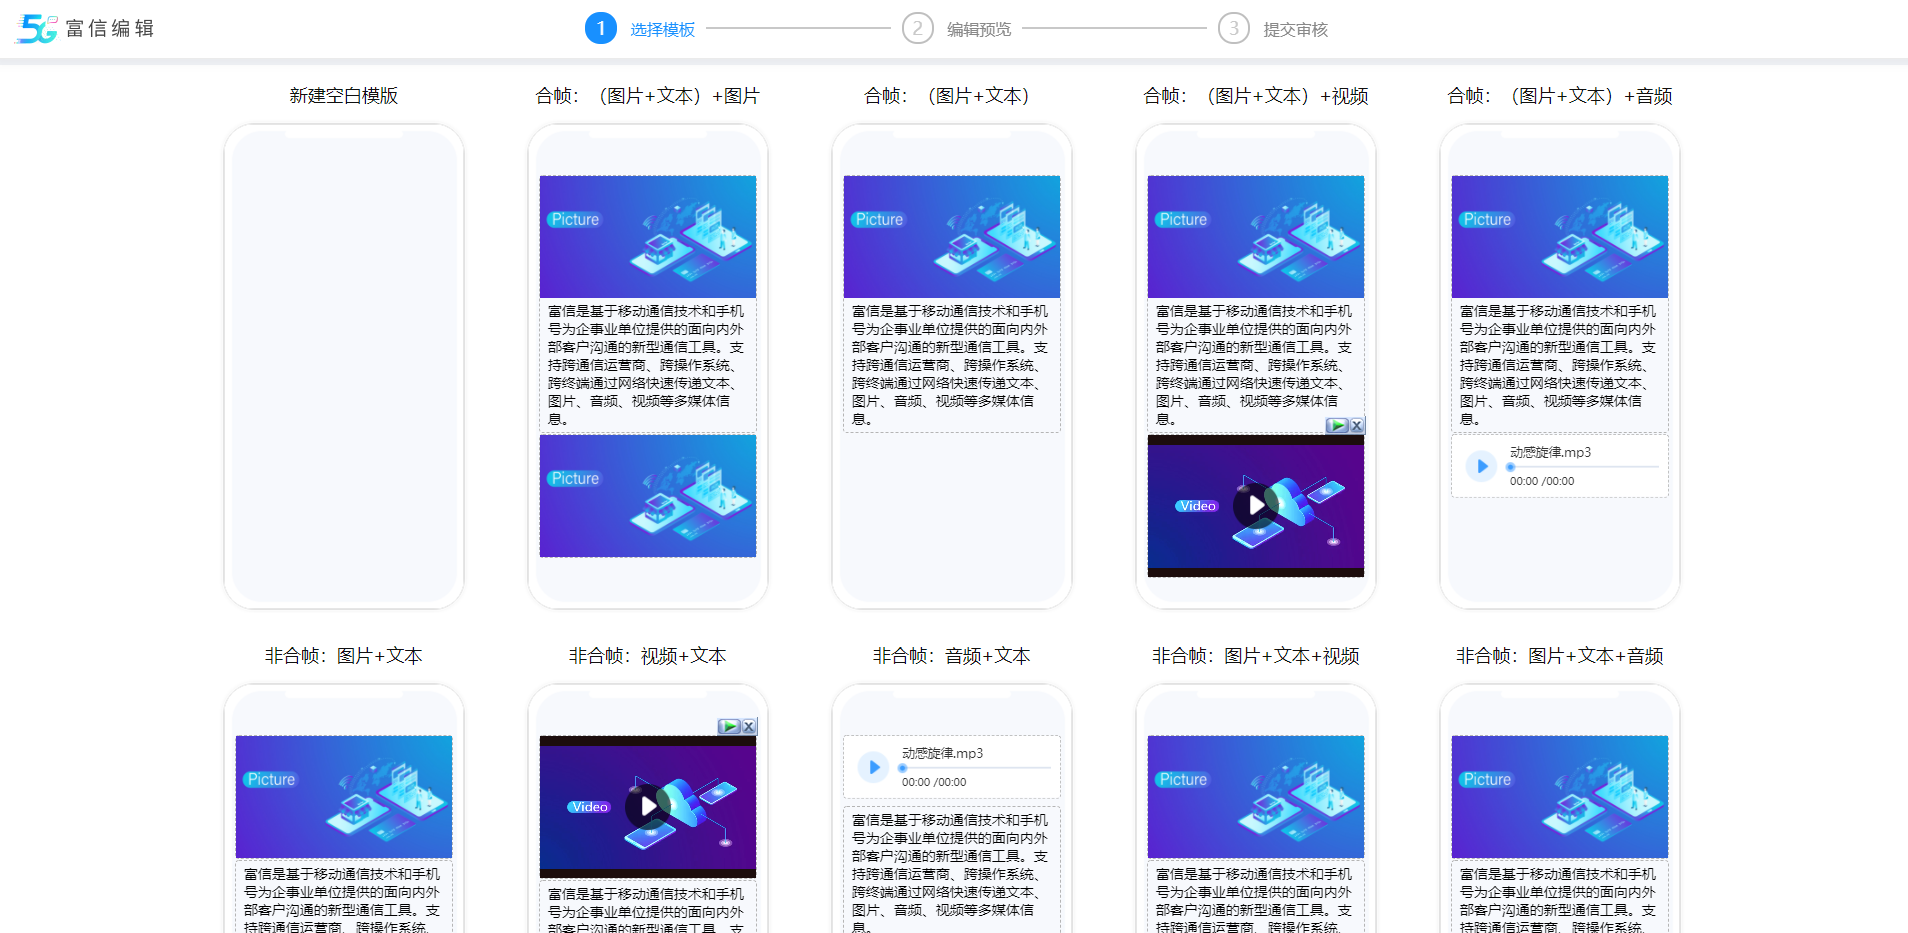 5G 富信编辑
1 选择模板
2 编辑预览
3 提交审核
新建空白模版
合帧：（图片+文本）+图片
Picture
富信是基于移动通信技术和手机
号为企事业单位提供的面向内外
部客户沟通的新型通信工具。支
持跨通信运营商、跨操作系统、
跨终端通过网络快速传递文本、
图片、音频、视频等多媒体信
息。
Picture
合帧：（图片+文本）
Picture
富信是基于移动通信技术和手机
号为企事业单位提供的面向内外
部客户沟通的新型通信工具。支
持跨通信运营商、跨操作系统、
跨终端通过网络快速传递文本、
图片、音频、视频等多媒体信
息。
合帧：（图片+文本）+视频
Picture
富信是基于移动通信技术和手机
号为企事业单位提供的面向内外
部客户沟通的新型通信工具。支
持跨通信运营商、跨操作系统、
跨终端通过网络快速传递文本、
图片、音频、视频等多媒体信
息。
Video
合帧：（图片+文本）+音频
Picture
富信是基于移动通信技术和手机
号为企事业单位提供的面向内外
部客户沟通的新型通信工具。支
持跨通信运营商、跨操作系统、
跨终端通过网络快速传递文本、
图片、音频、视频等多媒体信
息。
动感旋律.mp3
00:00 /00:00
非合帧：图片+文本
Picture
富信是基于移动通信技术和手机
号为企事业单位提供的面向内外
部客户沟通的新型通信工具。支
持跨通信运营商、跨操作系统、
非合帧：视频+文本
Video
富信是基于移动通信技术和手机
号为企事业单位提供的面向内外
部客户沟通的新型通信工具。支
非合帧：音频+文本
动感旋律.mp3
00:00 /00:00
富信是基于移动通信技术和手机
号为企事业单位提供的面向内外
部客户沟通的新型通信工具。支
持跨通信运营商、跨操作系统、
跨终端通过网络快速传递文本、
图片、音频、视频等多媒体信
息。
非合帧：图片+文本+视频
Picture
富信是基于移动通信技术和手机
号为企事业单位提供的面向内外
部客户沟通的新型通信工具。支
持跨通信运营商、跨操作系统、
非合帧：图片+文本+音频
Picture
富信是基于移动通信技术和手机
号为企事业单位提供的面向内外
部客户沟通的新型通信工具。支
持跨通信运营商、跨操作系统、